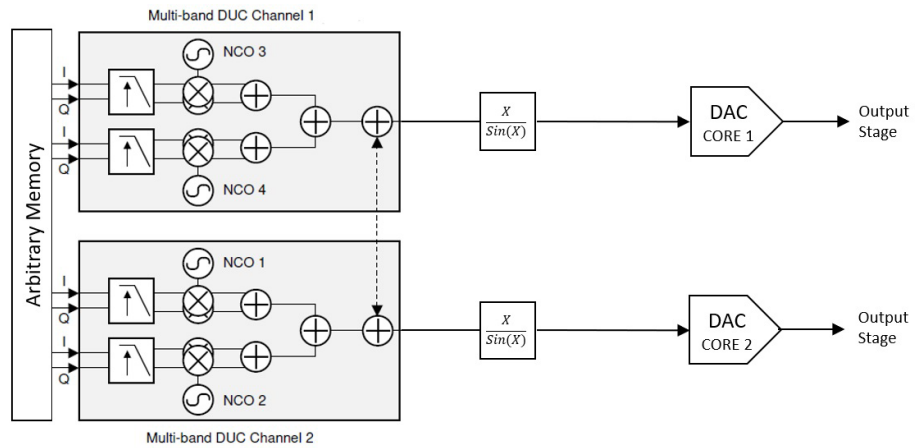 Multi-band DUC Channel 1
Arbitrary Memory
I
Q
I
Q
NCO 3
NCO 4
X
Sin(X)
DAC
CORE 1
Output
Stage
I
Q
I
Q
NCO 1
NCO 2
X
Sin(X)
DAC
CORE 2
Output
Stage
Multi-band DUC Channel 2